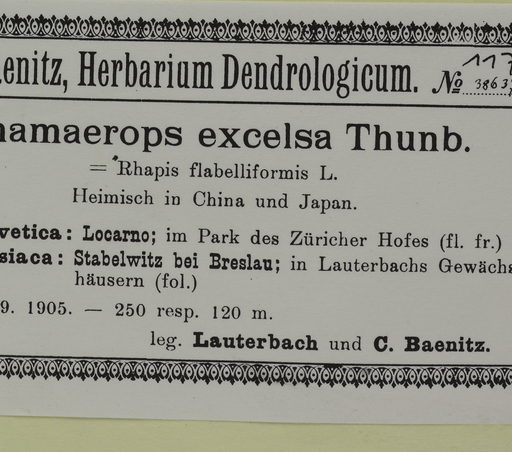 enitz, Herbarium Dendrologicum. №
117
3863
hamaerops excelsa Thunb.
= *Rhapis flabelliformis L.
Heimisch in China und Japan.
vetica: Locarno; im Park des Züricher Hofes (fl. fr.)
siaca: Stabelwitz bei Breslau; in Lauterbachs Gewächs
häusern (fol.)
9. 1905. — 250 resp. 120 m.
leg. Lauterbach und C. Baenitz.